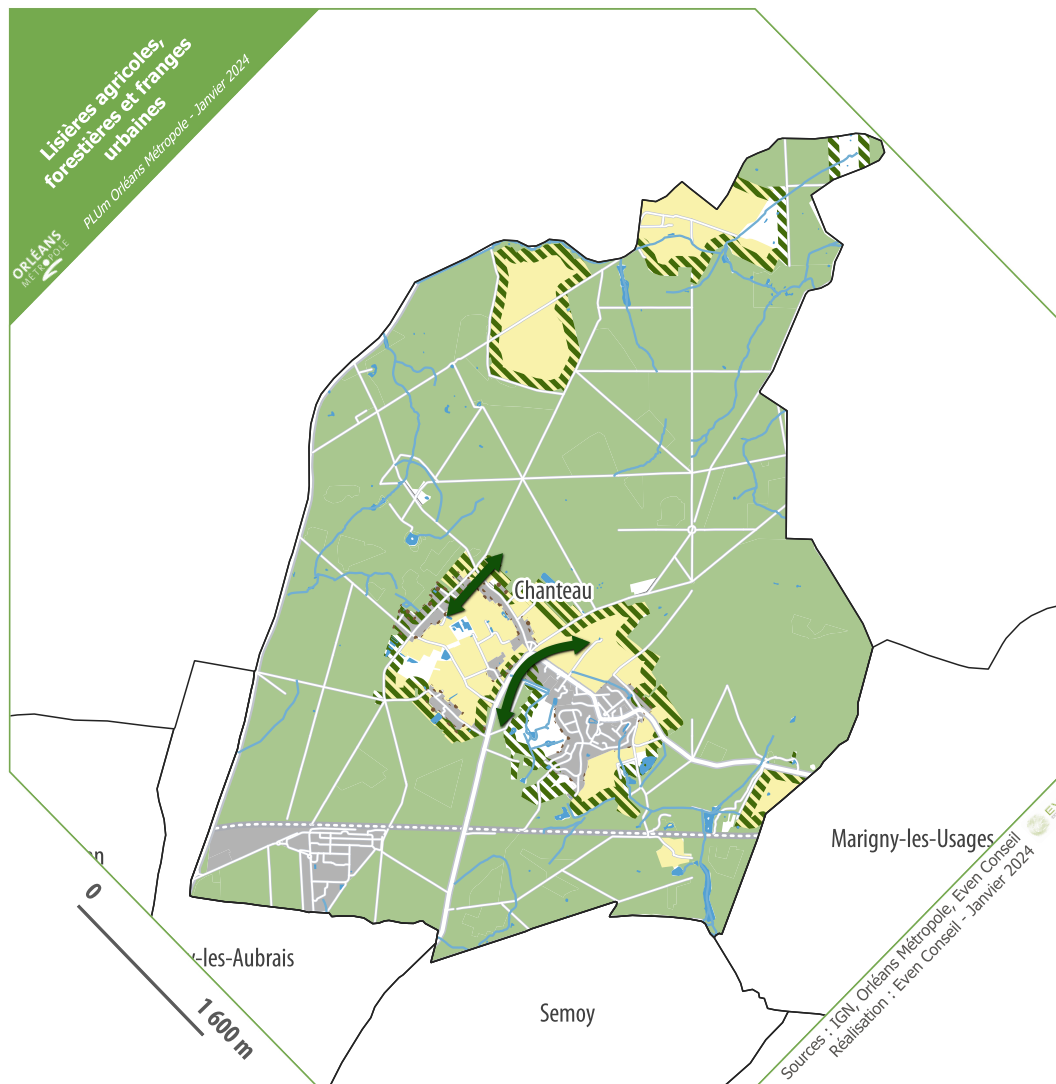 Lisières agricoles,
forestières et franges
urbaines
PLUm Orléans Métropole - Janvier 2024
ORLÉANS
MÉTROPOLE
Chanteau
Marigny-les-Usages
-les-Aubrais
Semoy
0
1 600 m
Sources : IGN, Orléans Métropole, Even Conseil
Réalisation : Even Conseil - Janvier 2024